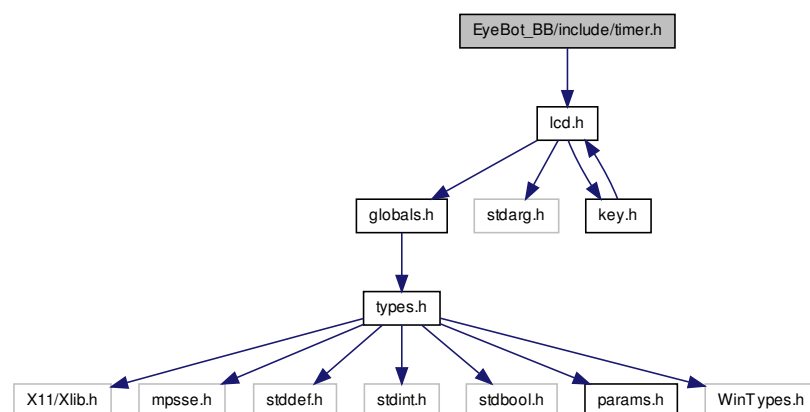 EyeBot_BB/include/timer.h
lcd.h
globals.h
stdarg.h
key.h
types.h
X11/Xlib.h
mpsse.h
stddef.h
stdint.h
stdbool.h
params.h
WinTypes.h